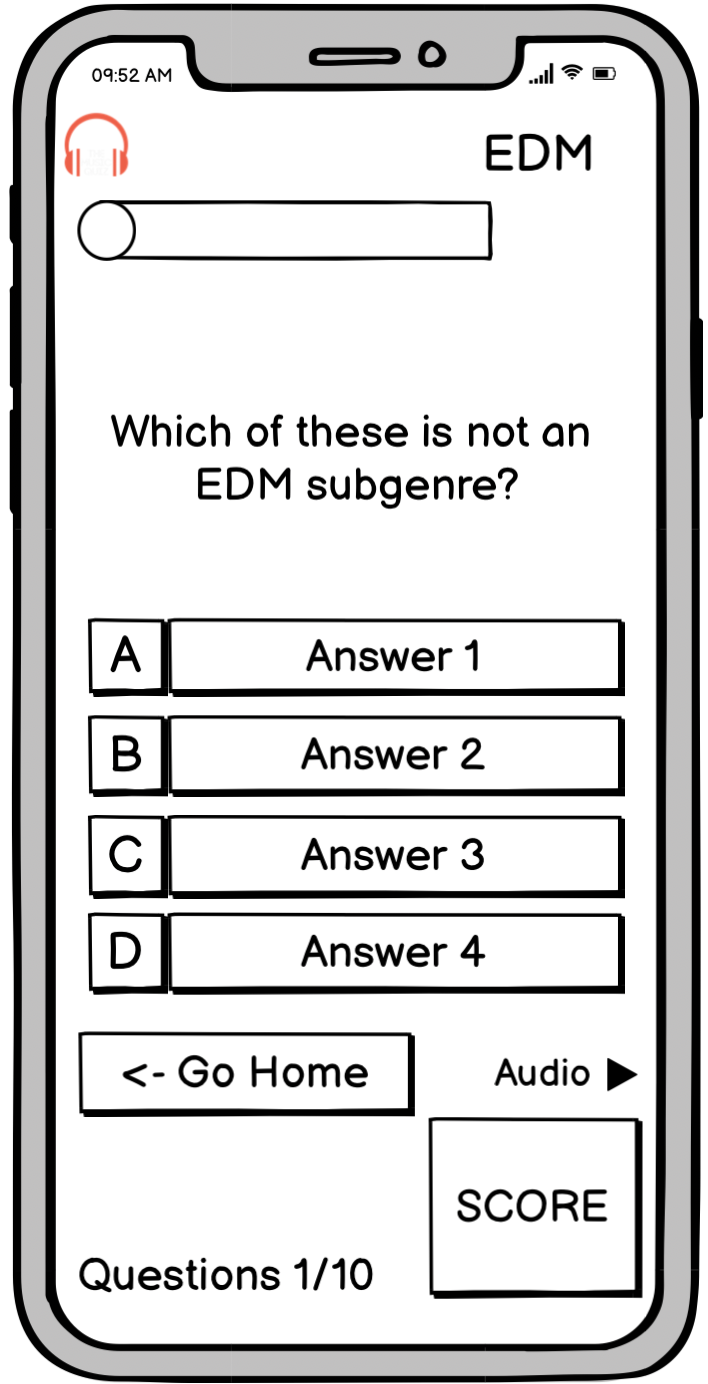 09:52 AM
EDM
Which of these is not an
EDM subgenre?
A Answer 1
B Answer 2
C Answer 3
D Answer 4
<- Go Home
Audio ▶
SCORE
Questions 1/10